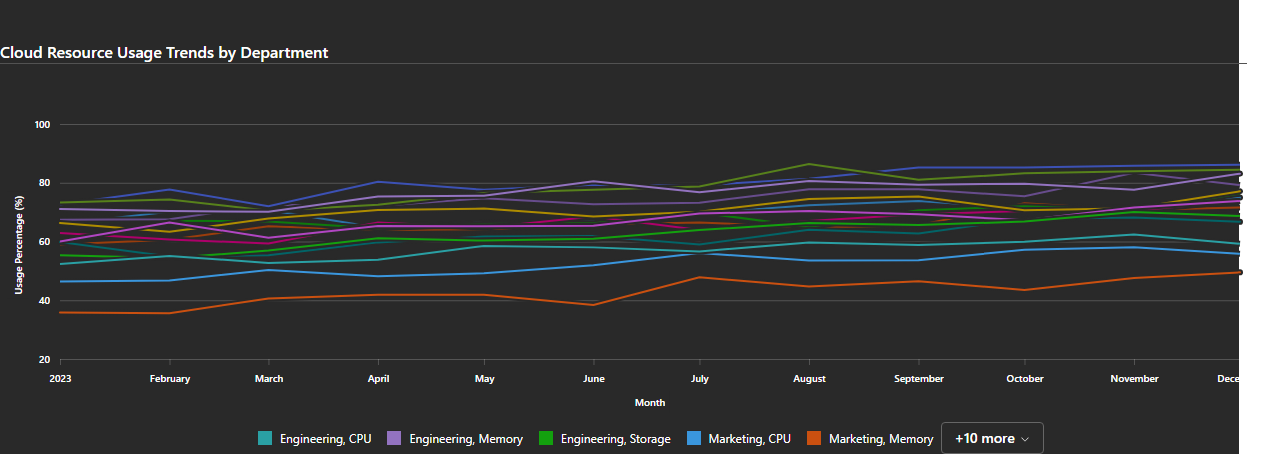 Cloud Resource Usage Trends by Department
Usage Percentage (%)
100
80
60
40
20
2023 February March April May June July August September October November Dece
Month
Engineering, CPU Engineering, Memory Engineering, Storage Marketing, CPU Marketing, Memory +10 more